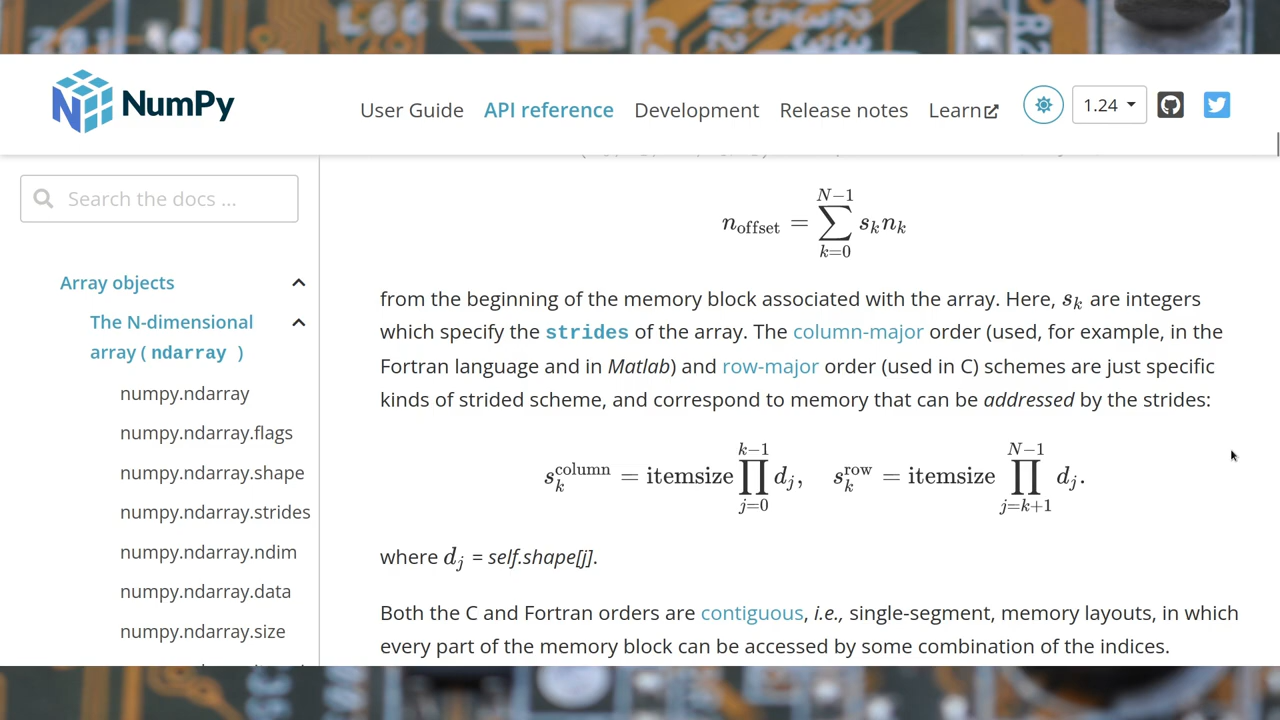 L66
NumPy
User Guide
API reference
Development
Release notes
Learn
1.24
Search the docs ...
Array objects
The N-dimensional
array ( ndarray )
numpy.ndarray
numpy.ndarray.flags
numpy.ndarray.shape
numpy.ndarray.strides
numpy.ndarray.ndim
numpy.ndarray.data
numpy.ndarray.size
n_offset = ∑_{k=0}^{N−1} s_k n_k
from the beginning of the memory block associated with the array. Here, s_k are integers
which specify the strides of the array. The column-major order (used, for example, in the
Fortran language and in Matlab) and row-major order (used in C) schemes are just specific
kinds of strided scheme, and correspond to memory that can be addressed by the strides:
s_k^column = itemsize ∏_{j=0}^{k−1} d_j, s_k^row = itemsize ∏_{j=k+1}^{N−1} d_j.
where d_j = self.shape[j].
Both the C and Fortran orders are contiguous, i.e., single-segment, memory layouts, in which
every part of the memory block can be accessed by some combination of the indices.